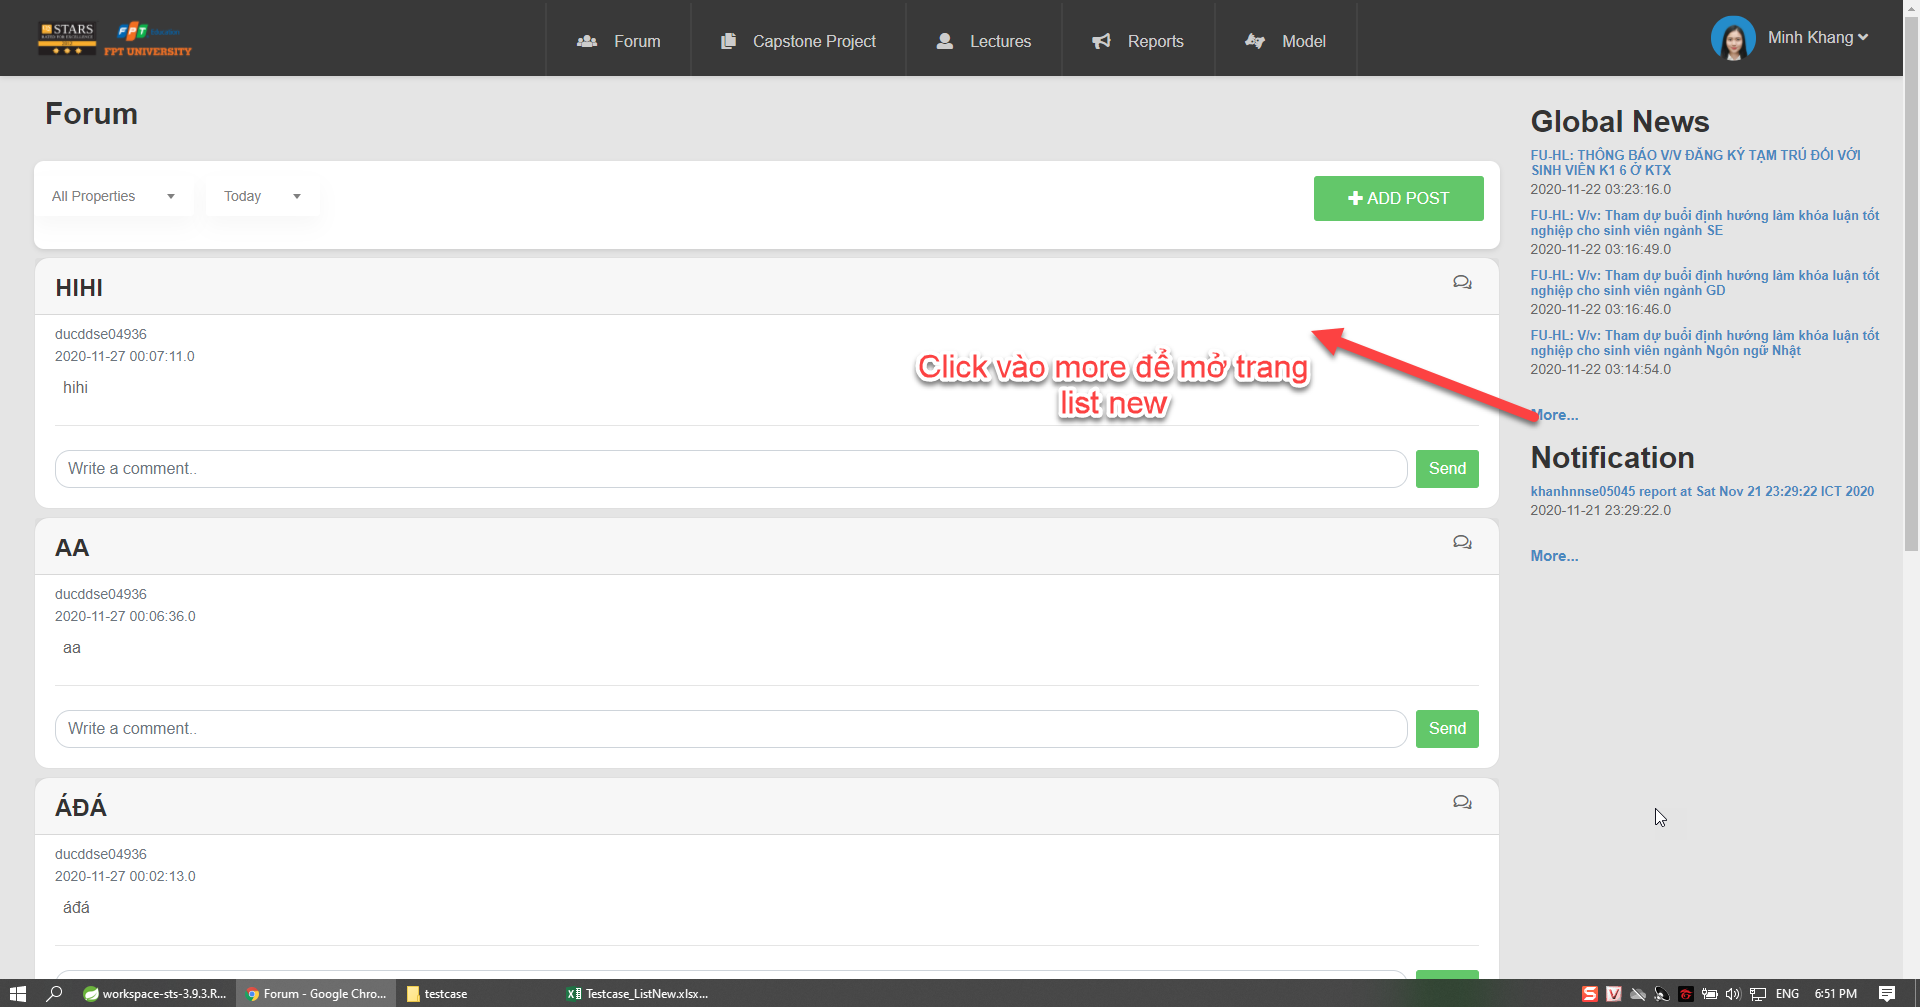 STARS
FPT Education
FPT UNIVERSITY
Forum
Capstone Project
Lectures
Reports
Model
Minh Khang
Forum
All Properties
Today
ADD POST
HIHI
ducddse04936
2020-11-27 00:07:11.0
hihi
Write a comment..
Send
AA
ducddse04936
2020-11-27 00:06:36.0
aa
Write a comment..
Send
ÁĐÁ
ducddse04936
2020-11-27 00:02:13.0
áđá
Click vào more để mở trang
list new
Global News
FU-HL: THÔNG BÁO V/V ĐĂNG KÝ TẠM TRÚ ĐỐI VỚI
SINH VIÊN K1 6 Ở KTX
2020-11-22 03:23:16.0
FU-HL: V/v: Tham dự buổi định hướng làm khóa luận tốt
nghiệp cho sinh viên ngành SE
2020-11-22 03:16:49.0
FU-HL: V/v: Tham dự buổi định hướng làm khóa luận tốt
nghiệp cho sinh viên ngành GD
2020-11-22 03:16:46.0
FU-HL: V/v: Tham dự buổi định hướng làm khóa luận tốt
nghiệp cho sinh viên ngành Ngôn ngữ Nhật
2020-11-22 03:14:54.0
More...
Notification
khanhnnse05045 report at Sat Nov 21 23:29:22 ICT 2020
2020-11-21 23:29:22.0
More...
workspace-sts-3.9.3.R...
Forum - Google Chro...
testcase
Testcase_ListNew.xlsx...
ENG
6:51 PM